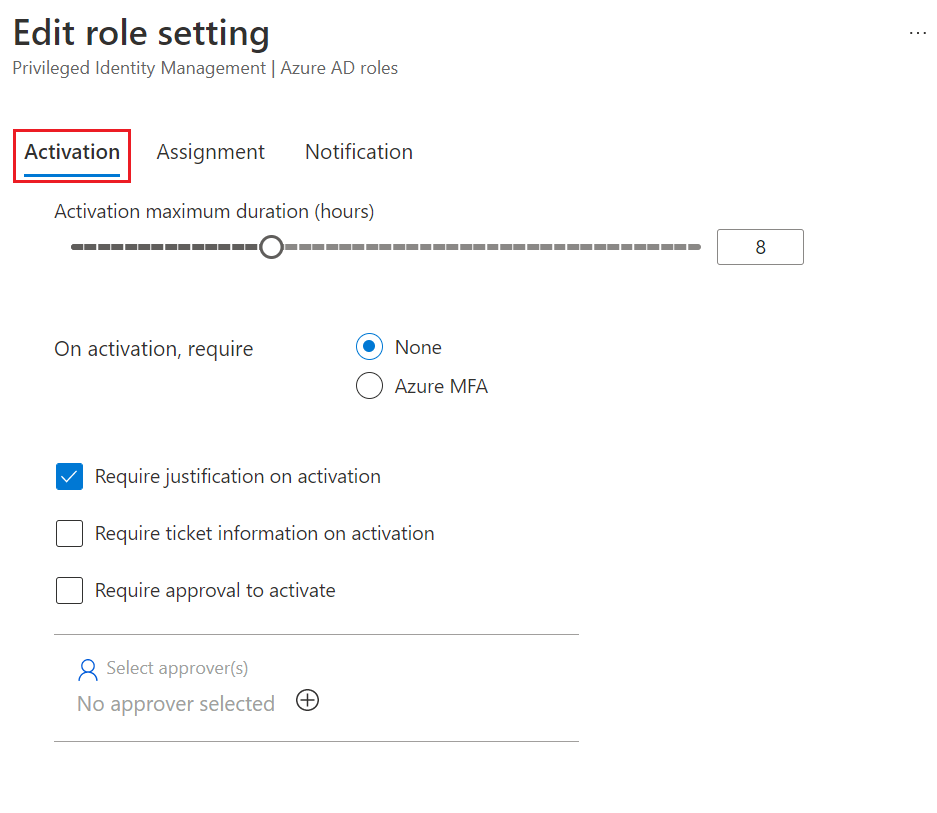 Edit role setting
...
Privileged Identity Management | Azure AD roles
Activation Assignment Notification
Activation maximum duration (hours)
8
On activation, require
None
Azure MFA
Require justification on activation
Require ticket information on activation
Require approval to activate
Select approver(s)
No approver selected